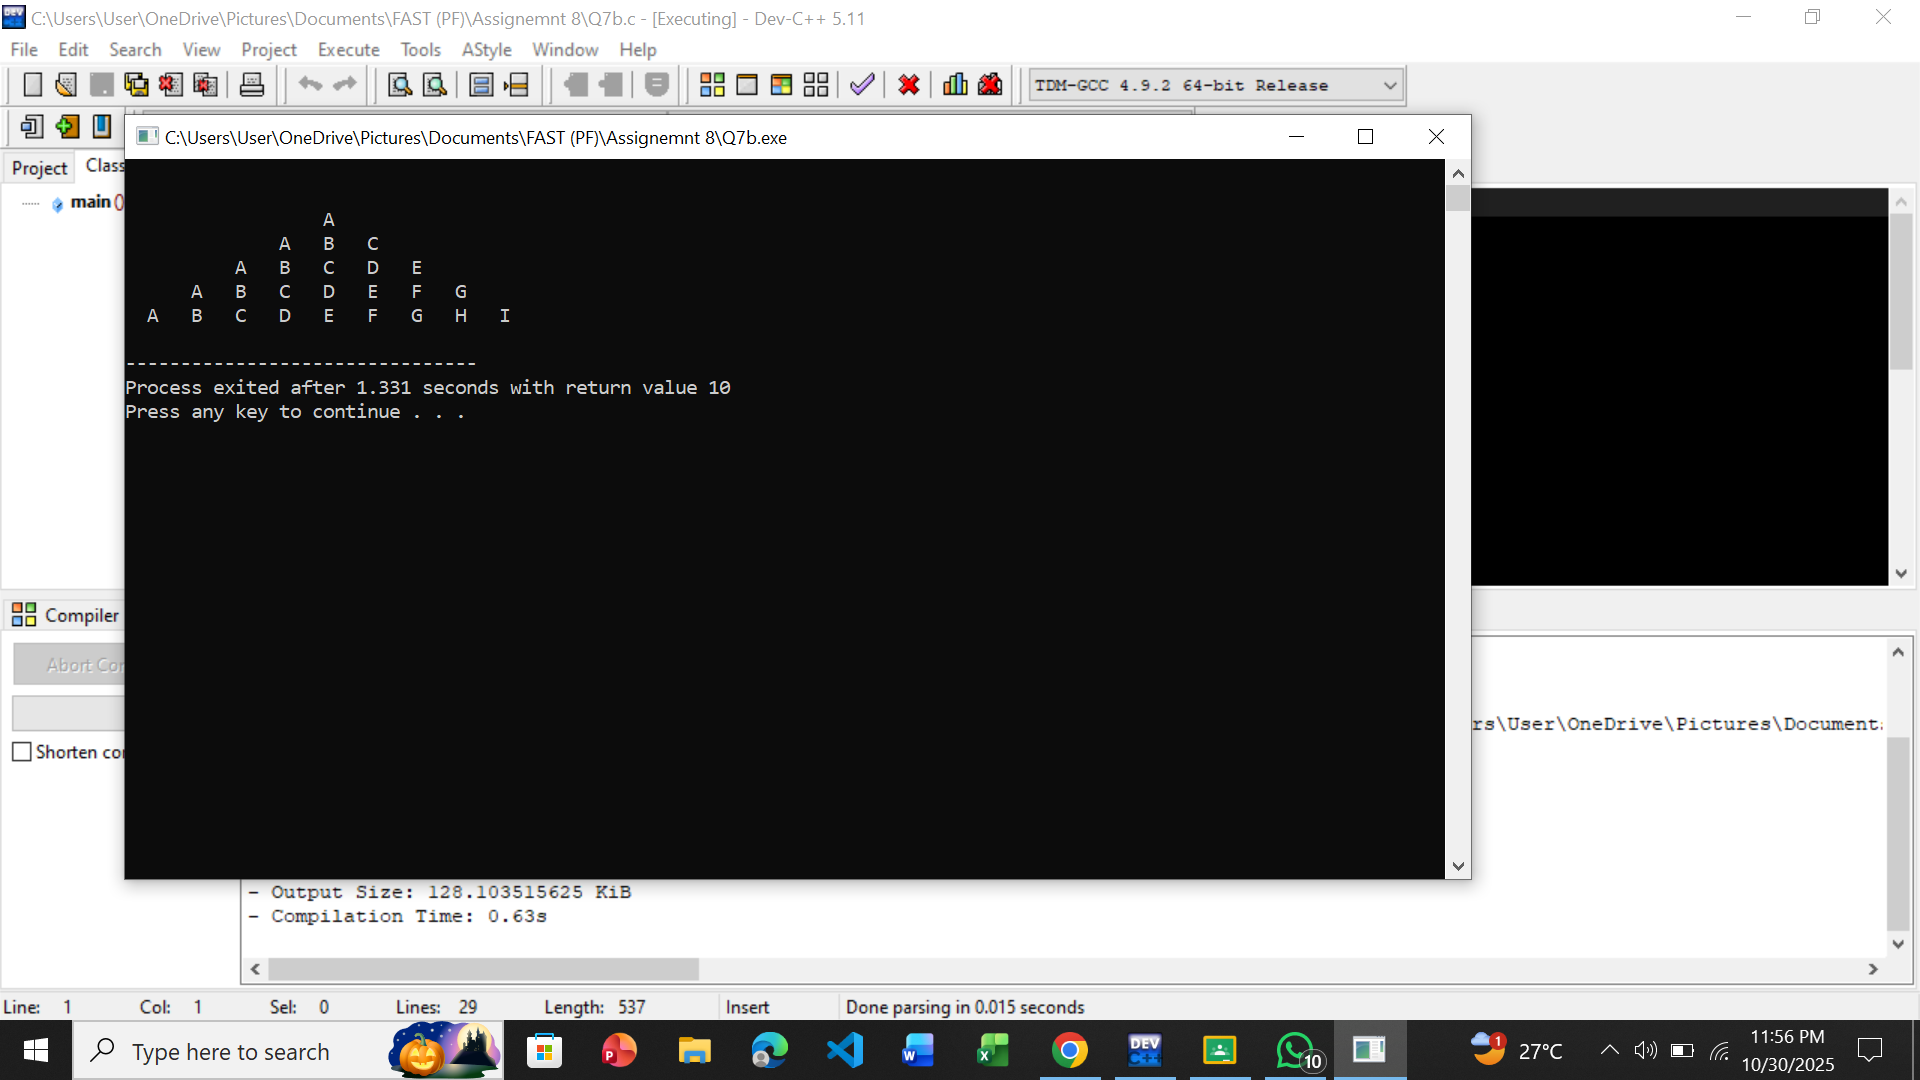 C:\Users\User\OneDrive\Pictures\Documents\FAST (PF)\Assignemnt 8\Q7b.c - [Executing] - Dev-C++ 5.11
File Edit Search View Project Execute Tools AStyle Window Help
TDM-GCC 4.9.2 64-bit Release
C:\Users\User\OneDrive\Pictures\Documents\FAST (PF)\Assignemnt 8\Q7b.exe
Project Clas
main ()
A
A B C
A B C D E
A B C D E F G
A B C D E F G H I
--------------------------------
Process exited after 1.331 seconds with return value 10
Press any key to continue . . .
Compiler
Abort Co
Shorten co
rs\User\OneDrive\Pictures\Document
- Output Size: 128.103515625 KiB
- Compilation Time: 0.63s
Line: 1 Col: 1 Sel: 0 Lines: 29 Length: 537 Insert Done parsing in 0.015 seconds
Type here to search
DEV C++
10
1
27°C
11:56 PM
10/30/2025